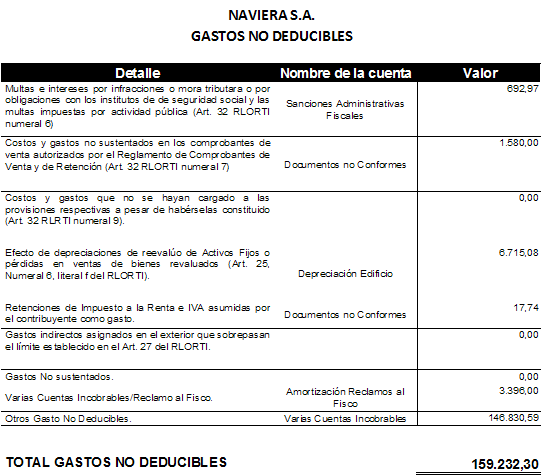 NAVIERA S.A.
GASTOS NO DEDUCIBLES
Detalle Nombre de la cuenta Valor
Multas e intereses por infracciones o mora tributara o por 692,97
obligaciones con los institutos de de seguridad social y las Sanciones Administrativas
multas impuestas por actividad pública (Art. 32 RLORTI Fiscales
numeral 6)
Costos y gastos no sustentados en los comprobantes de 1.580,00
venta autorizados por el Reglamento de Comprobantes de
Venta y de Retención (Art. 32 RLORTI numeral 7) Documentos no Conformes
Costos y gastos que no se hayan cargado a las 0,00
provisiones respectivas a pesar de habérselas constituido
(Art. 32 RLRTI numeral 9).
Efecto de depreciaciones de reevalúo de Activos Fijos o 6.715,08
pérdidas en ventas de bienes revaluados (Art. 25,
Numeral 6, literal f del RLORTI). Depreciación Edificio
Retenciones de Impuesto a la Renta e IVA asumidas por 17,74
el contribuyente como gasto. Documentos no Conformes
Gastos indirectos asignados en el exterior que sobrepasan 0,00
el límite establecido en el Art. 27 del RLORTI.
Gastos No sustentados. 0,00
Varias Cuentas Incobrables/Reclamo al Fisco. Amortización Reclamos al 3.396,00
Fisco
Otros Gasto No Deducibles. Varias Cuentas Incobrables 146.830,59
TOTAL GASTOS NO DEDUCIBLES 159.232,30